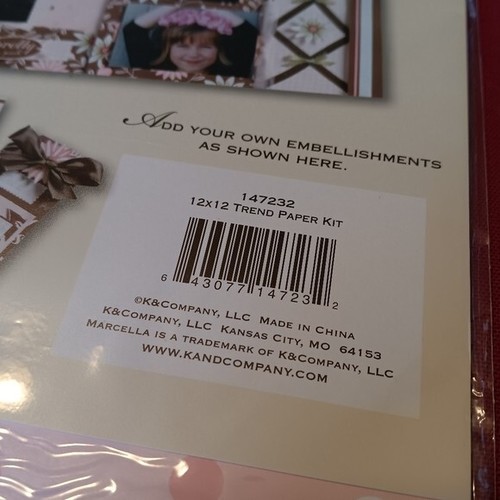 ADD YOUR OWN EMBELLISHMENTS
AS SHOWN HERE.
147232
12X12 TREND PAPER KIT
6 43077 14723 2
©K&COMPANY, LLC MADE IN CHINA
K&COMPANY, LLC KANSAS CITY, MO 64153
MARCELLA IS A TRADEMARK OF K&COMPANY, LLC
WWW.KANDCOMPANY.COM